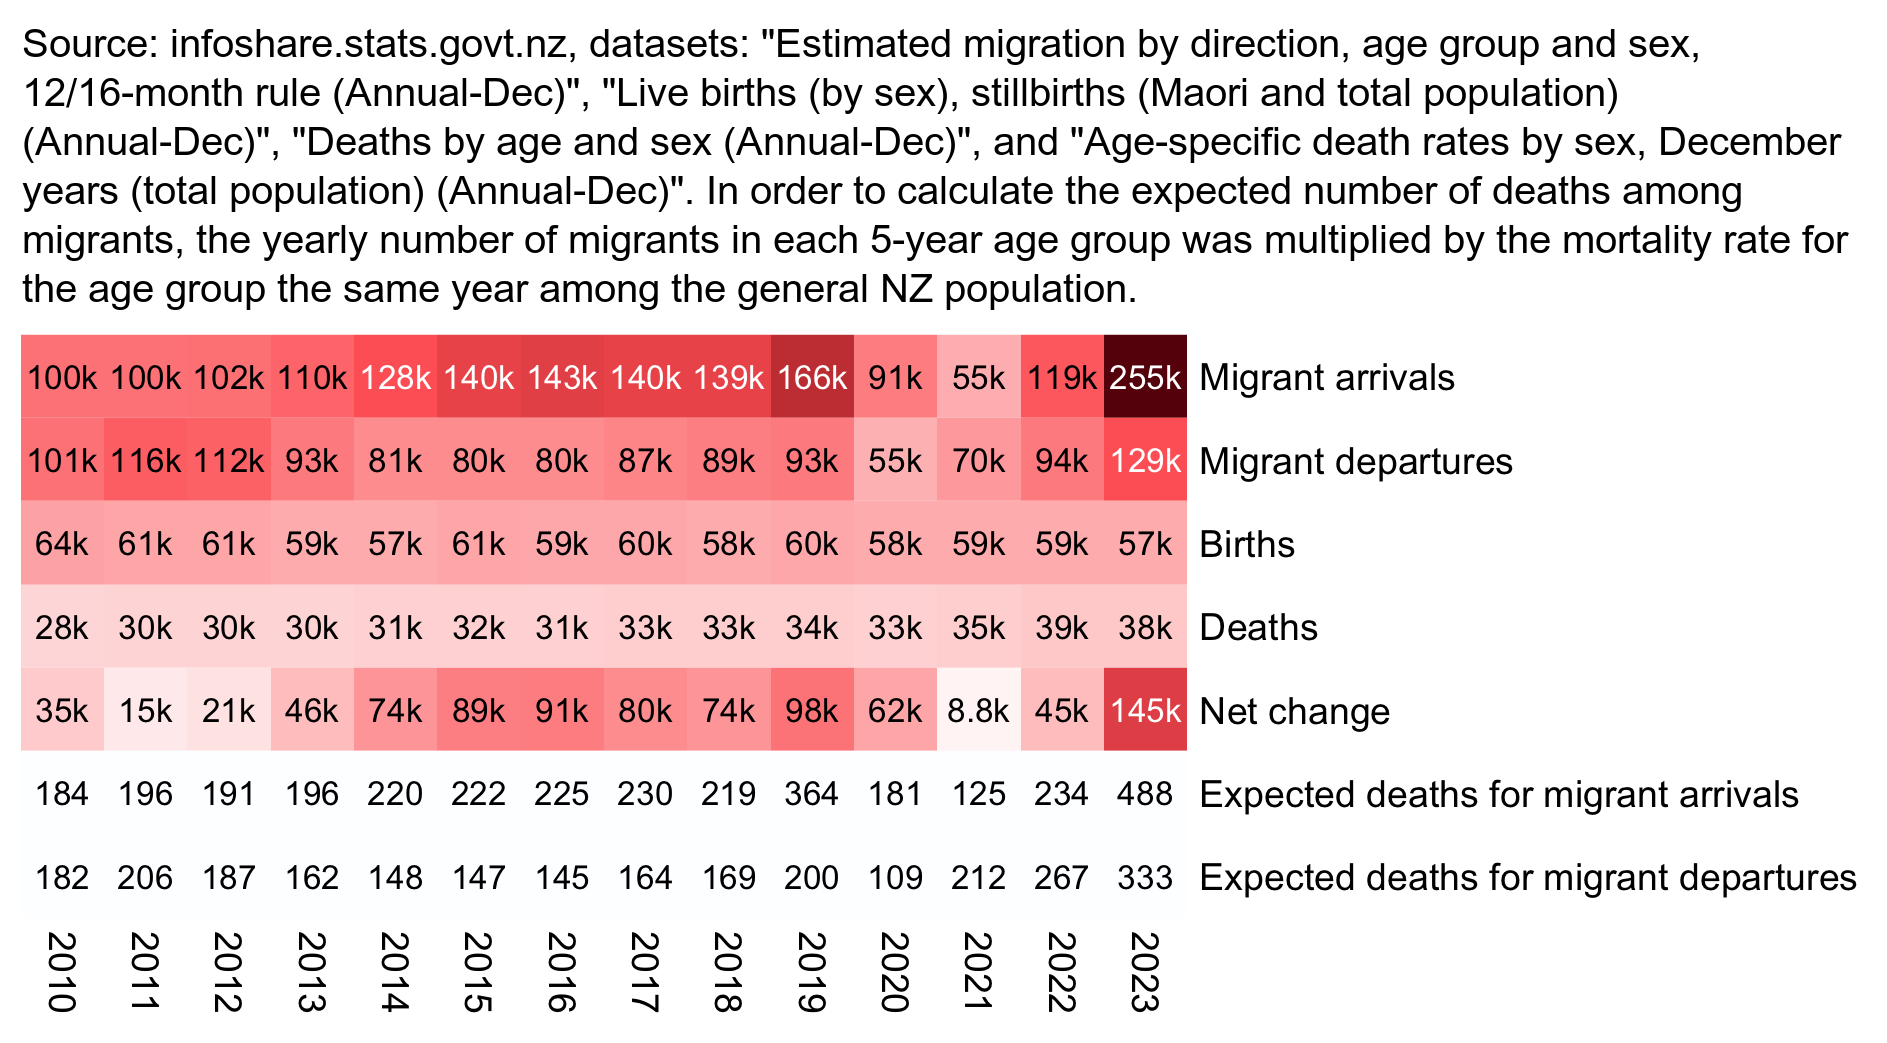 Source: infoshare.stats.govt.nz, datasets: "Estimated migration by direction, age group and sex,
12/16-month rule (Annual-Dec)", "Live births (by sex), stillbirths (Maori and total population)
(Annual-Dec)", "Deaths by age and sex (Annual-Dec)", and "Age-specific death rates by sex, December
years (total population) (Annual-Dec)". In order to calculate the expected number of deaths among
migrants, the yearly number of migrants in each 5-year age group was multiplied by the mortality rate for
the age group the same year among the general NZ population.
100k 100k 102k 110k 128k 140k 143k 140k 139k 166k 91k 55k 119k 255k Migrant arrivals
101k 116k 112k 93k 81k 80k 80k 87k 89k 93k 55k 70k 94k 129k Migrant departures
64k 61k 61k 59k 57k 61k 59k 60k 58k 60k 58k 59k 59k 57k Births
28k 30k 30k 30k 31k 32k 31k 33k 33k 34k 33k 35k 39k 38k Deaths
35k 15k 21k 46k 74k 89k 91k 80k 74k 98k 62k 8.8k 45k 145k Net change
184 196 191 196 220 222 225 230 219 364 181 125 234 488 Expected deaths for migrant arrivals
182 206 187 162 148 147 145 164 169 200 109 212 267 333 Expected deaths for migrant departures
2010 2011 2012 2013 2014 2015 2016 2017 2018 2019 2020 2021 2022 2023